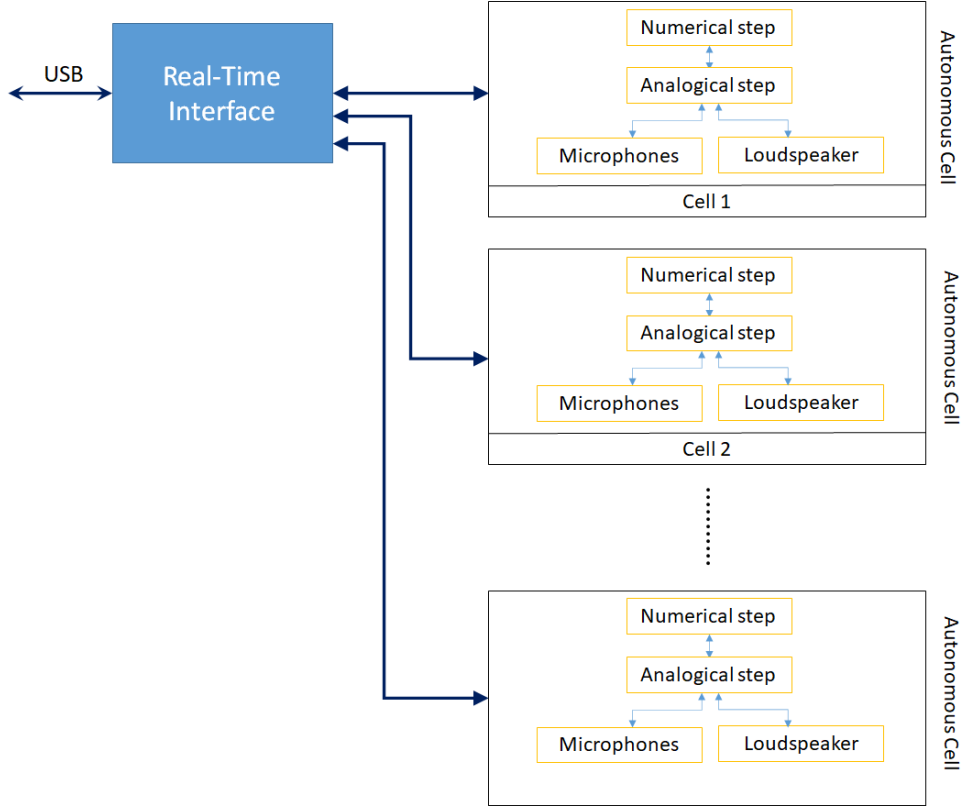 USB
Real-Time
Interface
Numerical step
Analogical step
Microphones
Loudspeaker
Cell 1
Autonomous Cell
Numerical step
Analogical step
Microphones
Loudspeaker
Cell 2
Autonomous Cell
Numerical step
Analogical step
Microphones
Loudspeaker
Autonomous Cell